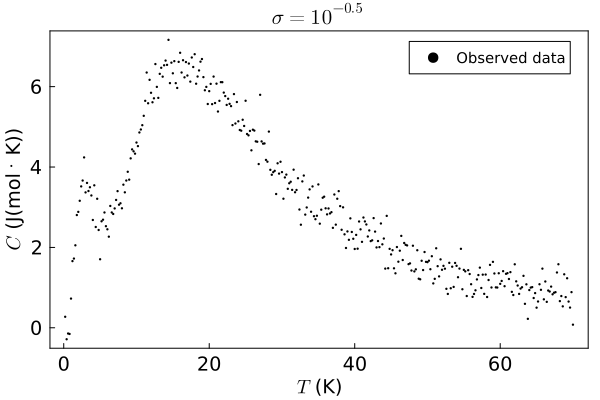 σ = 10^{-0.5}
Observed data
6
4
2
0
C (J(mol · K))
0 20 40 60
T (K)